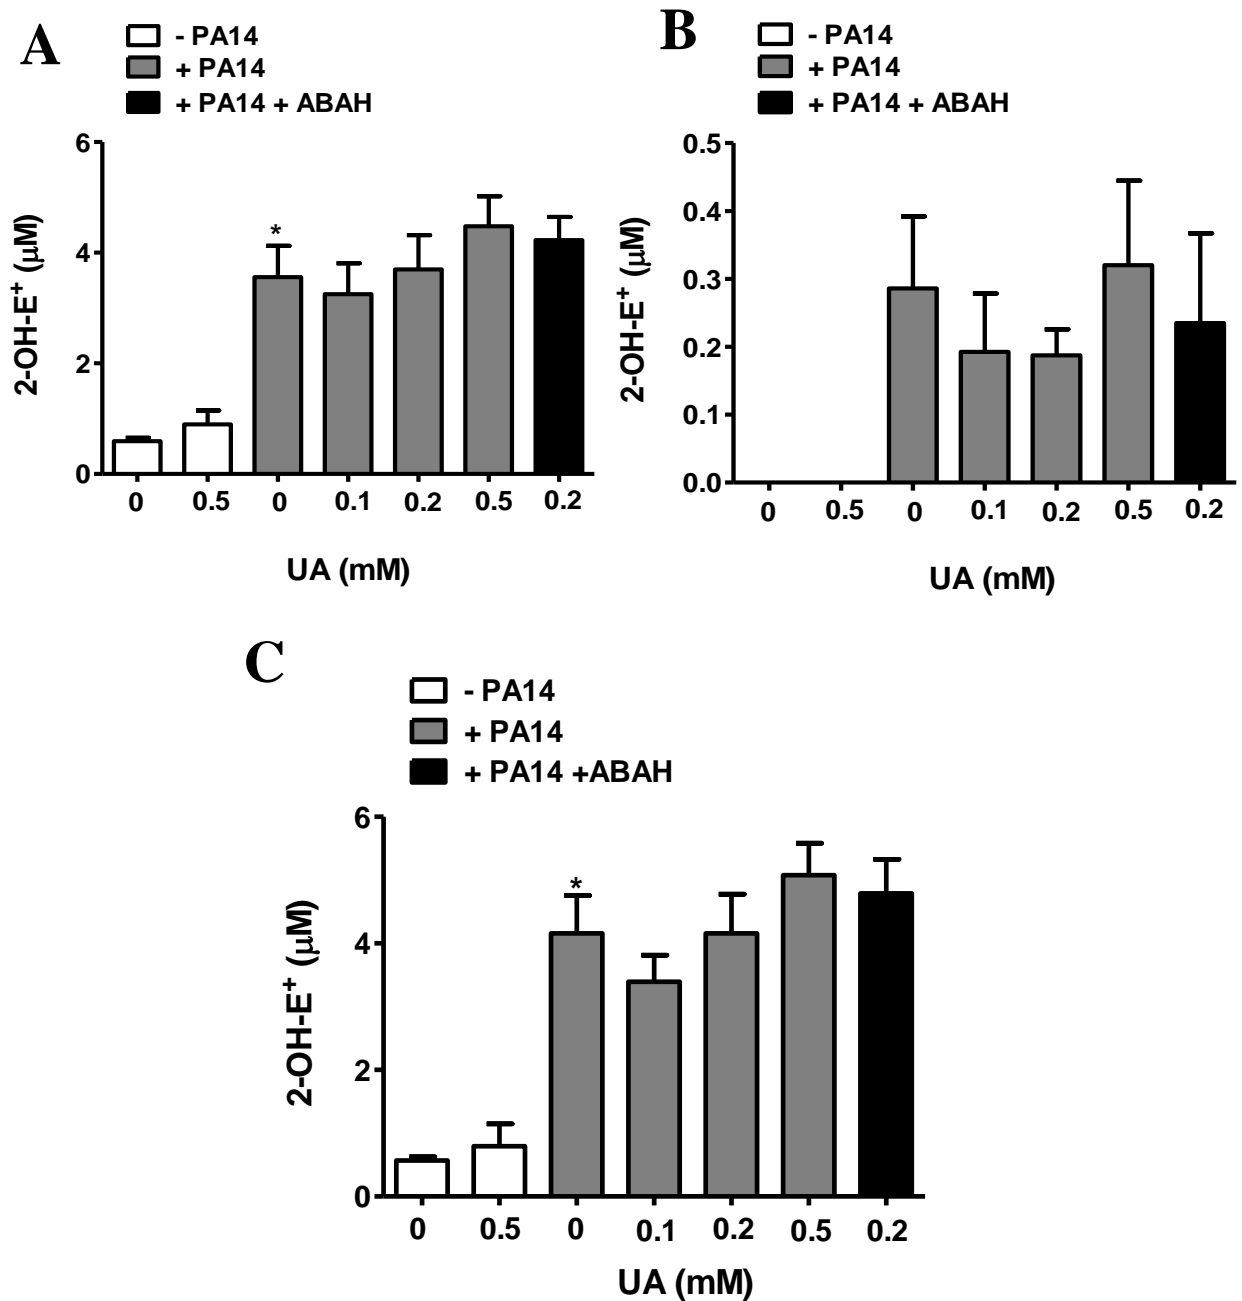 A
- PA14
+ PA14
+ PA14 + ABAH
6
4
2
0
2-OH-E⁺ (μM)
*
0 0.5 0 0.1 0.2 0.5 0.2
UA (mM)
B
- PA14
+ PA14
+ PA14 + ABAH
0.5
0.4
0.3
0.2
0.1
0.0
2-OH-E⁺ (μM)
0 0.5 0 0.1 0.2 0.5 0.2
UA (mM)
C
- PA14
+ PA14
+ PA14 +ABAH
6
4
2
0
2-OH-E⁺ (μM)
*
0 0.5 0 0.1 0.2 0.5 0.2
UA (mM)